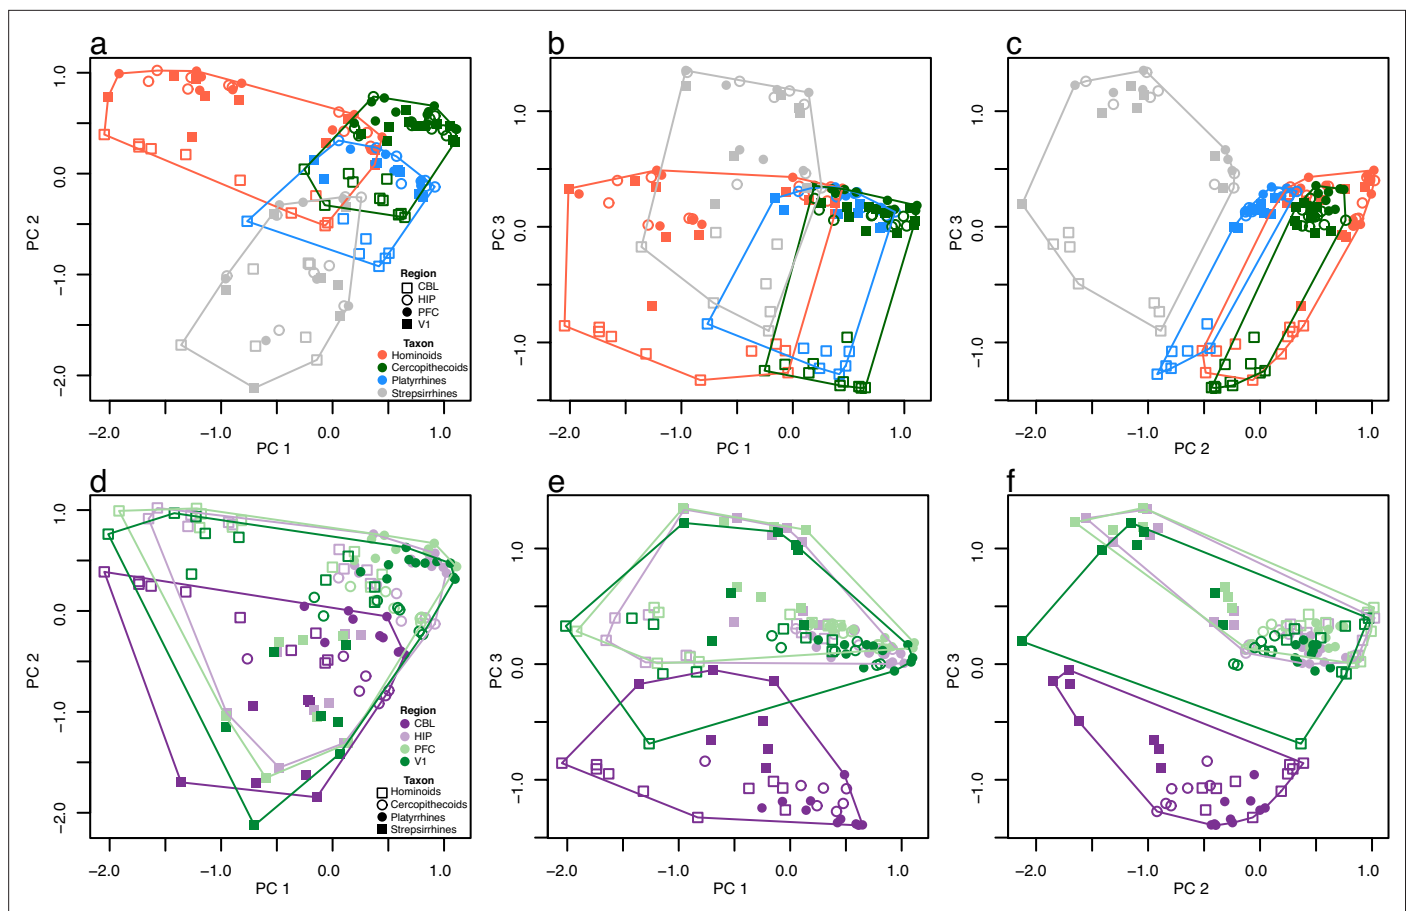 a
b
c
1.0
0.0
−1.0
−2.0
PC 2
Region
CBL
HIP
PFC
V1
Taxon
Hominoids
Cercopithecoids
Platyrrhines
Strepsirrhines
−2.0
−1.0
0.0
1.0
PC 1
1.0
0.0
−1.0
PC 3
−2.0
−1.0
0.0
1.0
PC 1
1.0
0.0
−1.0
PC 3
−2.0
−1.0
0.0
1.0
PC 2
d
e
f
1.0
0.0
−1.0
−2.0
PC 2
Region
CBL
HIP
PFC
V1
Taxon
Hominoids
Cercopithecoids
Platyrrhines
Strepsirrhines
−2.0
−1.0
0.0
1.0
PC 1
1.0
0.0
−1.0
PC 3
−2.0
−1.0
0.0
1.0
PC 1
1.0
0.0
−1.0
PC 3
−2.0
−1.0
0.0
1.0
PC 2